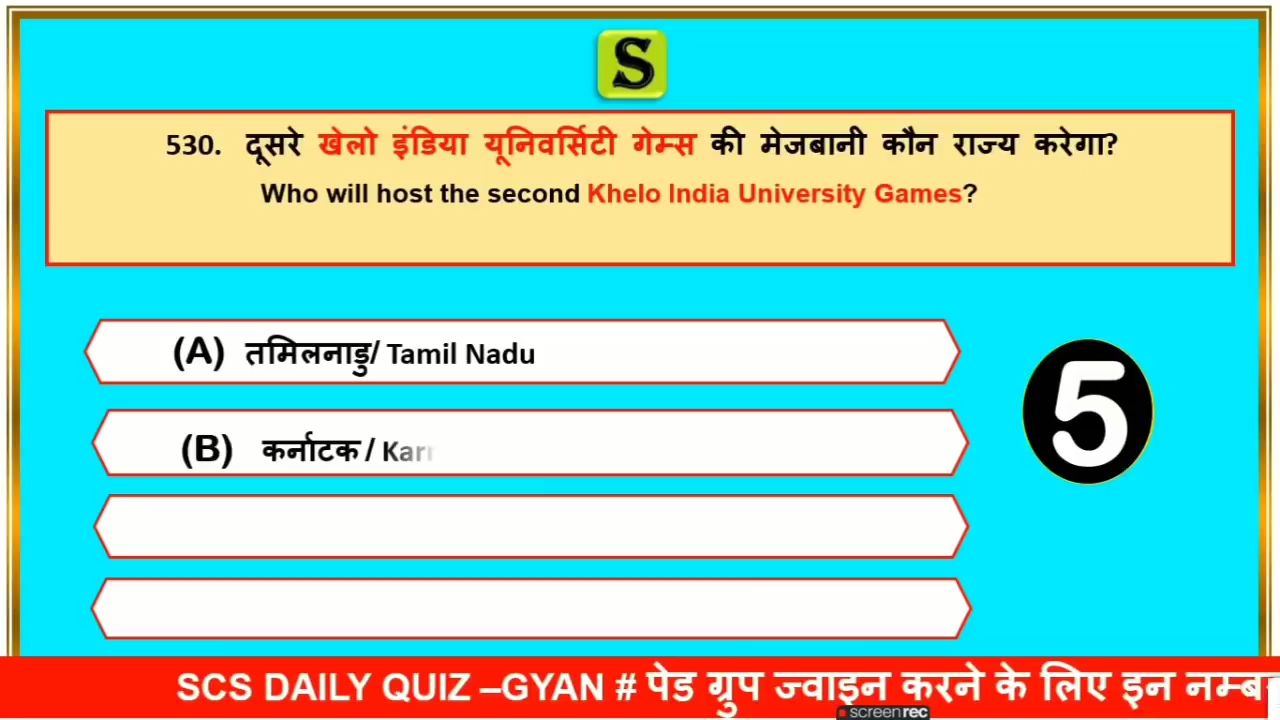 S
530. दूसरे खेलो इंडिया यूनिवर्सिटी गेम्स की मेजबानी कौन राज्य करेगा?
Who will host the second Khelo India University Games?
(A) तमिलनाडु/ Tamil Nadu
5
(B) कर्नाटक / Kar
SCS DAILY QUIZ –GYAN # पेड ग्रुप ज्वाइन करने के लिए इन
screenrec